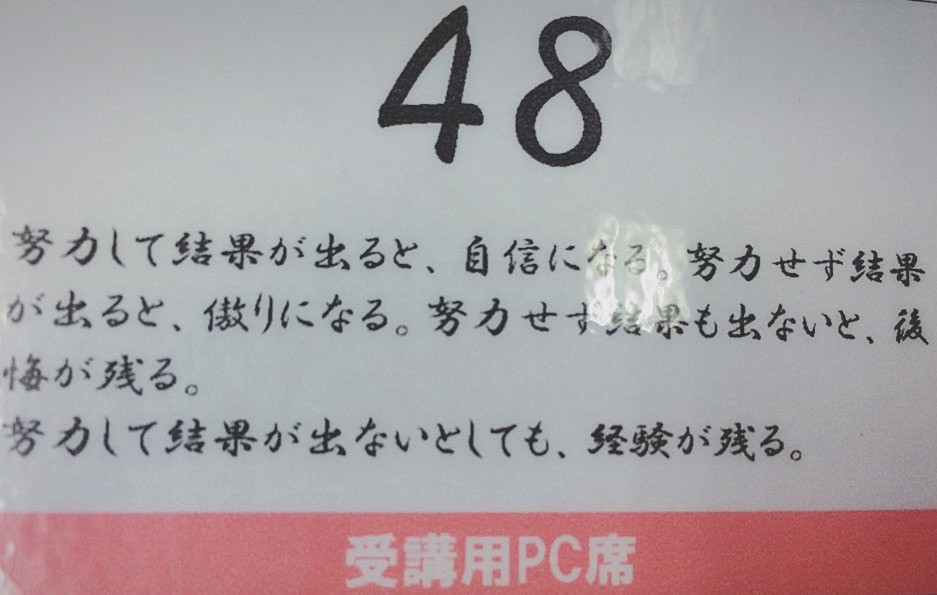 48
努力して結果が出ると、自信になる。努力せず結果
が出ると、傲りになる。努力せず結果も出ないと、後
悔が残る。
努力して結果が出ないとしても、経験が残る。
受講用PC席